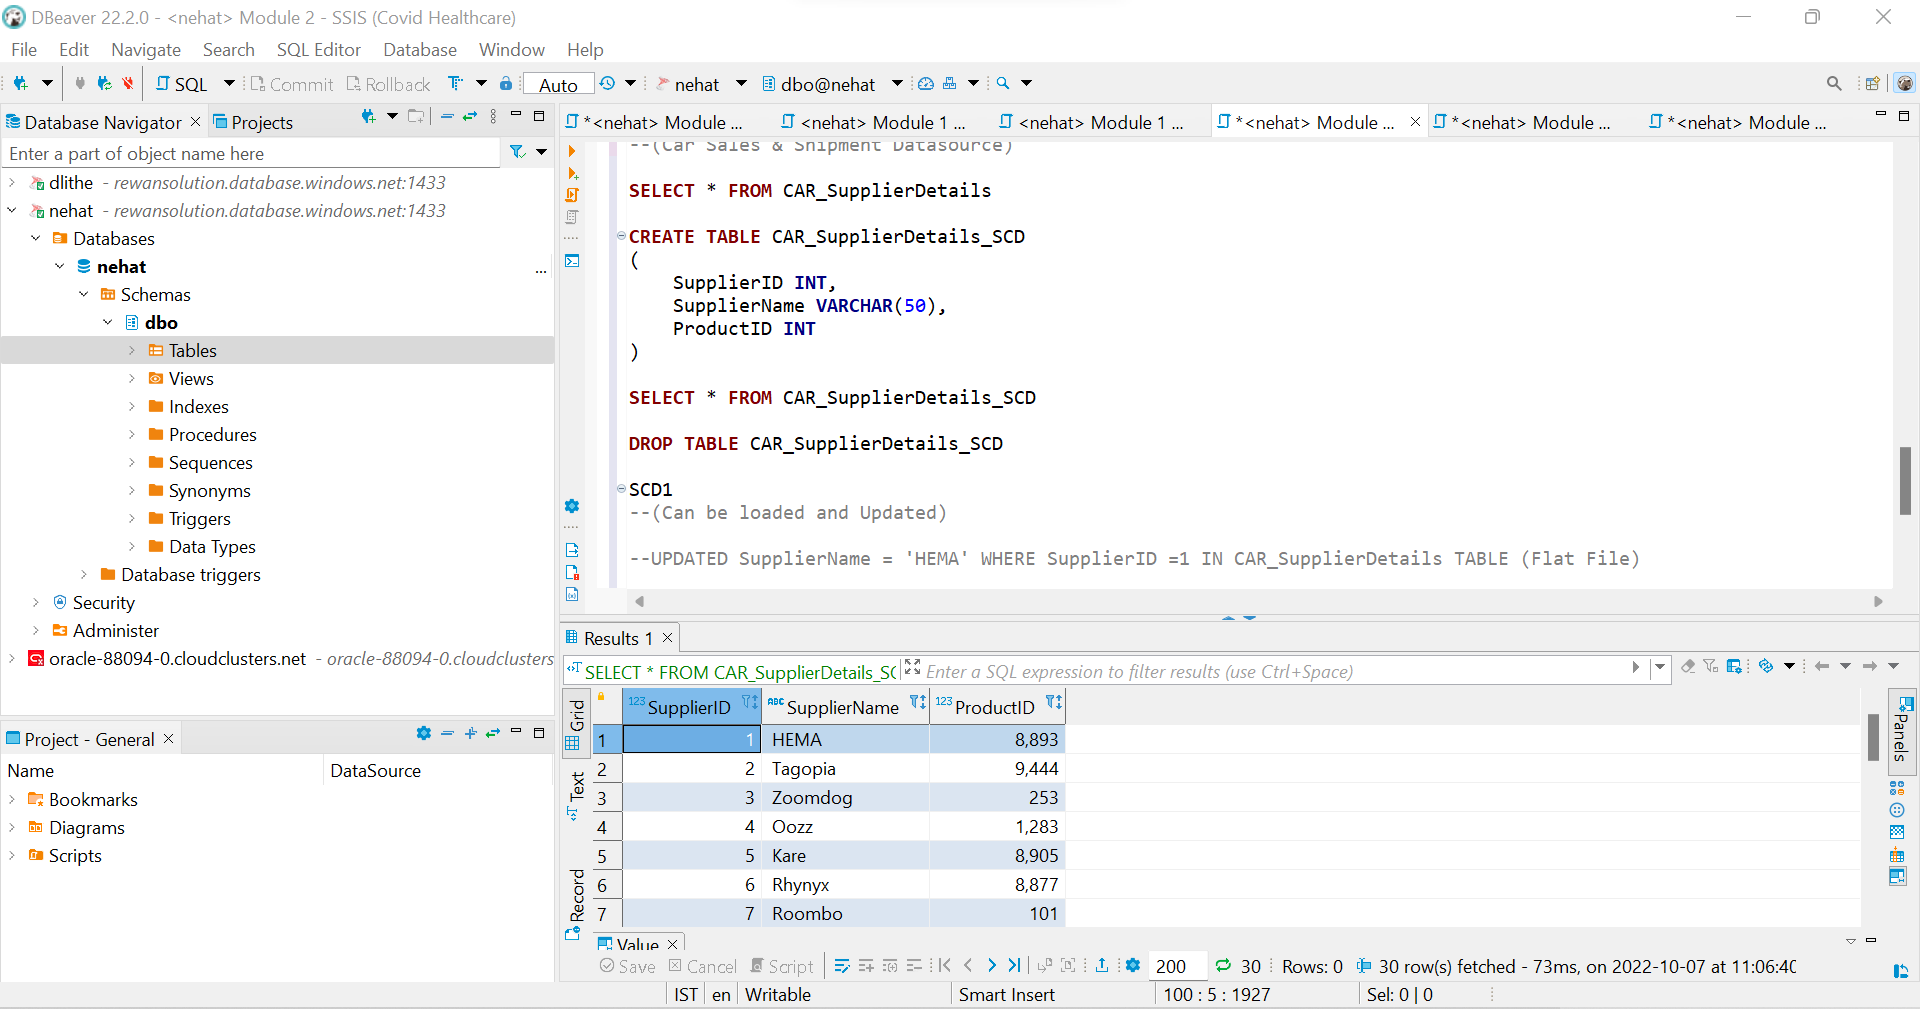 DBeaver 22.2.0 - <nehat> Module 2 - SSIS (Covid Healthcare)
File Edit Navigate Search SQL Editor Database Window Help
SQL Commit Rollback Auto nehat dbo@nehat
Database Navigator Projects
*<nehat> Module ... <nehat> Module 1 ... <nehat> Module 1 ... *<nehat> Module ... *<nehat> Module ... *<nehat> Module ...
Enter a part of object name here
dlithe - rewansolution.database.windows.net:1433
nehat - rewansolution.database.windows.net:1433
Databases
nehat ...
Schemas
dbo
Tables
Views
Indexes
Procedures
Sequences
Synonyms
Triggers
Data Types
Database triggers
Security
Administer
oracle-88094-0.cloudclusters.net - oracle-88094-0.cloudclusters
Project - General
Name DataSource
Bookmarks
Diagrams
Scripts
--(Car Sales & Shipment Datasource)
SELECT * FROM CAR_SupplierDetails
CREATE TABLE CAR_SupplierDetails_SCD
(
SupplierID INT,
SupplierName VARCHAR(50),
ProductID INT
)
SELECT * FROM CAR_SupplierDetails_SCD
DROP TABLE CAR_SupplierDetails_SCD
SCD1
--(Can be loaded and Updated)
--UPDATED SupplierName = 'HEMA' WHERE SupplierID =1 IN CAR_SupplierDetails TABLE (Flat File)
Results 1
SELECT * FROM CAR_SupplierDetails_SC Enter a SQL expression to filter results (use Ctrl+Space)
Grid
Text
Record
Panels
123 SupplierID ABC SupplierName 123 ProductID
1 1 HEMA 8,893
2 2 Tagopia 9,444
3 3 Zoomdog 253
4 4 Oozz 1,283
5 5 Kare 8,905
6 6 Rhynyx 8,877
7 7 Roombo 101
Value
Save Cancel Script 200 30 Rows: 0 30 row(s) fetched - 73ms, on 2022-10-07 at 11:06:40
IST en Writable Smart Insert 100 : 5 : 1927 Sel: 0 | 0